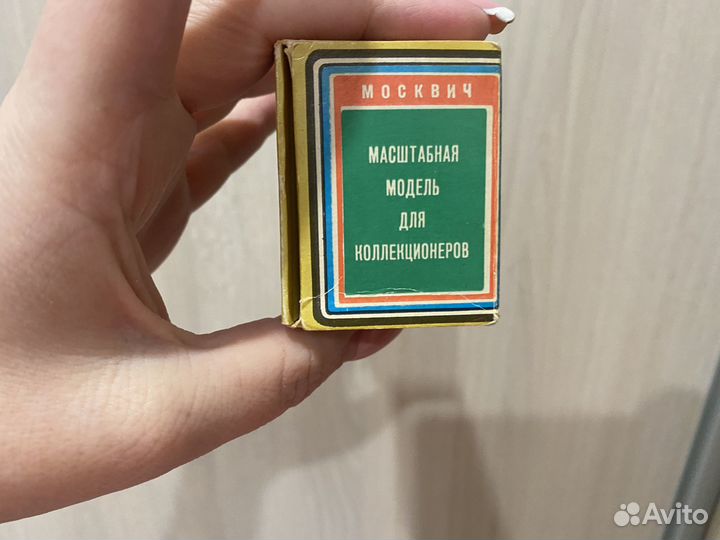 МОСКВИЧ
МАСШТАБНАЯ
МОДЕЛЬ
ДЛЯ
КОЛЛЕКЦИОНЕРОВ
Avito